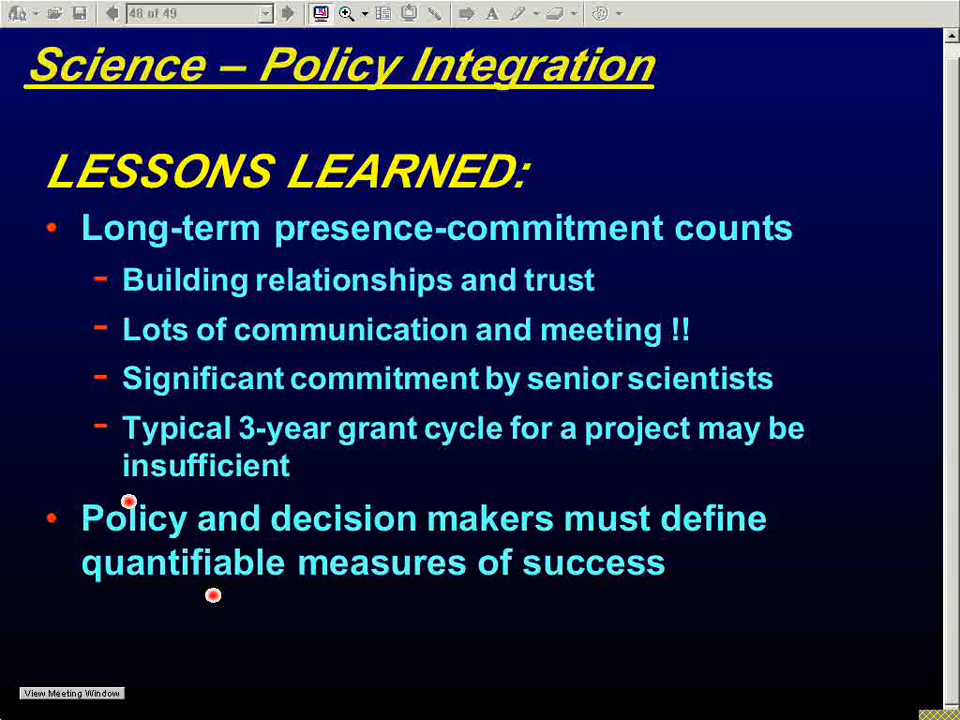 48 of 49
Science – Policy Integration
LESSONS LEARNED:
• Long-term presence-commitment counts
- Building relationships and trust
- Lots of communication and meeting !!
- Significant commitment by senior scientists
- Typical 3-year grant cycle for a project may be
insufficient
• Policy and decision makers must define
quantifiable measures of success
View Meeting Window